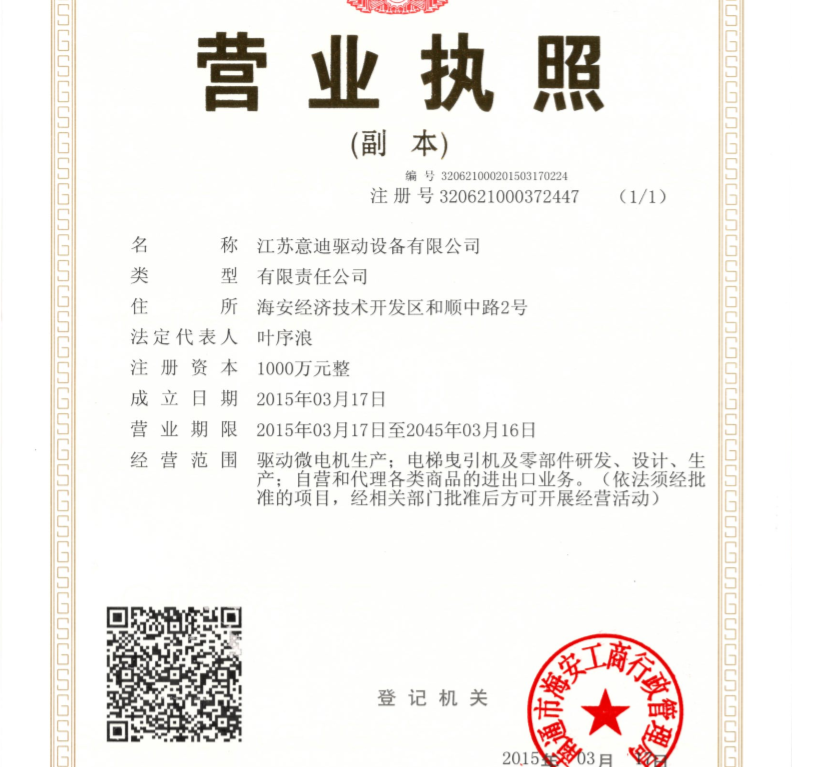 营业执照
(副 本)
编 号 320621000201503170224
注 册 号 320621000372447 （1/1）
名 称 江苏意迪驱动设备有限公司
类 型 有限责任公司
住 所 海安经济技术开发区和顺中路2号
法定代表人 叶序浪
注 册 资 本 1000万元整
成 立 日 期 2015年03月17日
营 业 期 限 2015年03月17日至2045年03月16日
经 营 范 围 驱动微电机生产；电梯曳引机及零部件研发、设计、生
产；自营和代理各类商品的进出口业务。（依法须经批
准的项目，经相关部门批准后方可开展经营活动）
登 记 机 关
南通市海安工商行政管理局
2015年 03月 17日